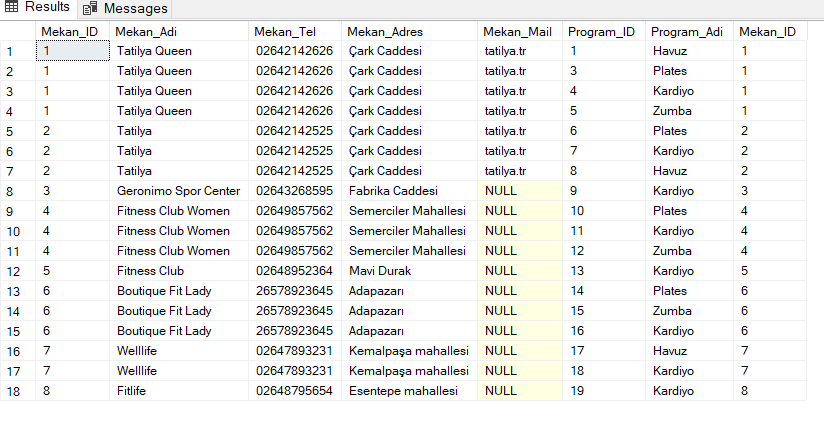 Results Messages
Mekan_ID Mekan_Adi Mekan_Tel Mekan_Adres Mekan_Mail Program_ID Program_Adi Mekan_ID
1 1 Tatilya Queen 02642142626 Çark Caddesi tatilya.tr 1 Havuz 1
2 1 Tatilya Queen 02642142626 Çark Caddesi tatilya.tr 3 Plates 1
3 1 Tatilya Queen 02642142626 Çark Caddesi tatilya.tr 4 Kardiyo 1
4 1 Tatilya Queen 02642142626 Çark Caddesi tatilya.tr 5 Zumba 1
5 2 Tatilya 02642142525 Çark Caddesi tatilya.tr 6 Plates 2
6 2 Tatilya 02642142525 Çark Caddesi tatilya.tr 7 Kardiyo 2
7 2 Tatilya 02642142525 Çark Caddesi tatilya.tr 8 Havuz 2
8 3 Geronimo Spor Center 02643268595 Fabrika Caddesi NULL 9 Kardiyo 3
9 4 Fitness Club Women 02649857562 Semerciler Mahallesi NULL 10 Plates 4
10 4 Fitness Club Women 02649857562 Semerciler Mahallesi NULL 11 Kardiyo 4
11 4 Fitness Club Women 02649857562 Semerciler Mahallesi NULL 12 Zumba 4
12 5 Fitness Club 02648952364 Mavi Durak NULL 13 Kardiyo 5
13 6 Boutique Fit Lady 26578923645 Adapazarı NULL 14 Plates 6
14 6 Boutique Fit Lady 26578923645 Adapazarı NULL 15 Zumba 6
15 6 Boutique Fit Lady 26578923645 Adapazarı NULL 16 Kardiyo 6
16 7 Welllife 02647893231 Kemalpaşa mahallesi NULL 17 Havuz 7
17 7 Welllife 02647893231 Kemalpaşa mahallesi NULL 18 Kardiyo 7
18 8 Fitlife 02648795654 Esentepe mahallesi NULL 19 Kardiyo 8